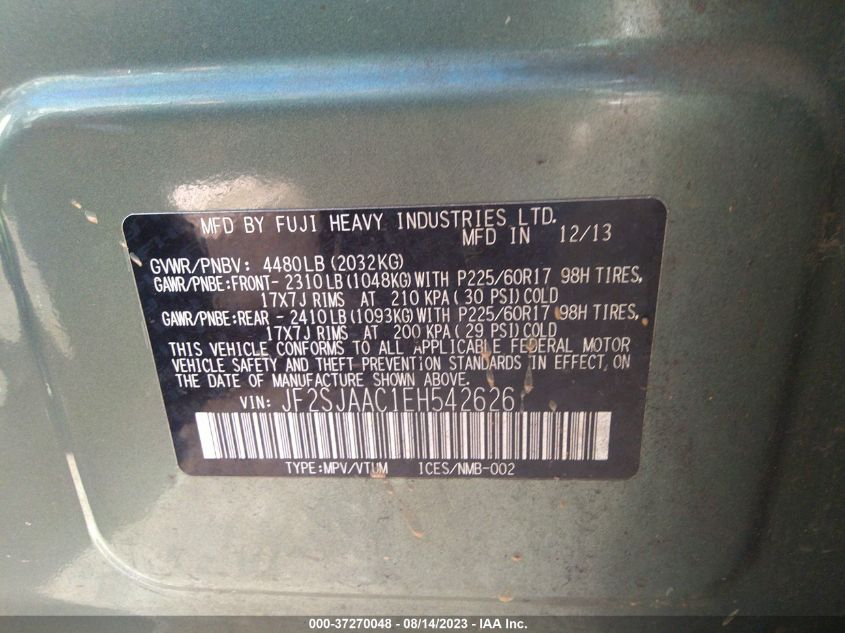 MFD BY FUJI HEAVY INDUSTRIES LTD.
MFD IN 12/13
GVWR/PNBV: 4480LB (2032KG)
GAWR/PNBE:FRONT- 2310LB (1048KG) WITH P225/60R17 98H TIRES,
17X7J RIMS AT 210 KPA( 30 PSI) COLD
GAWR/PNBE:REAR - 2410LB (1093KG) WITH P225/60R17 98H TIRES,
17X7J RIMS AT 200 KPA( 29 PSI) COLD
THIS VEHICLE CONFORMS TO ALL APPLICABLE FEDERAL MOTOR
VEHICLE SAFETY AND THEFT PREVENTION STANDARDS IN EFFECT, ON
THE DATE OF MANUFACTURE SHOWN ABOVE.
VIN: JF2SJAAC1EH542626
TYPE:MPV/VTUM ICES/NMB-002
000-37270048 - 08/14/2023 - IAA Inc.